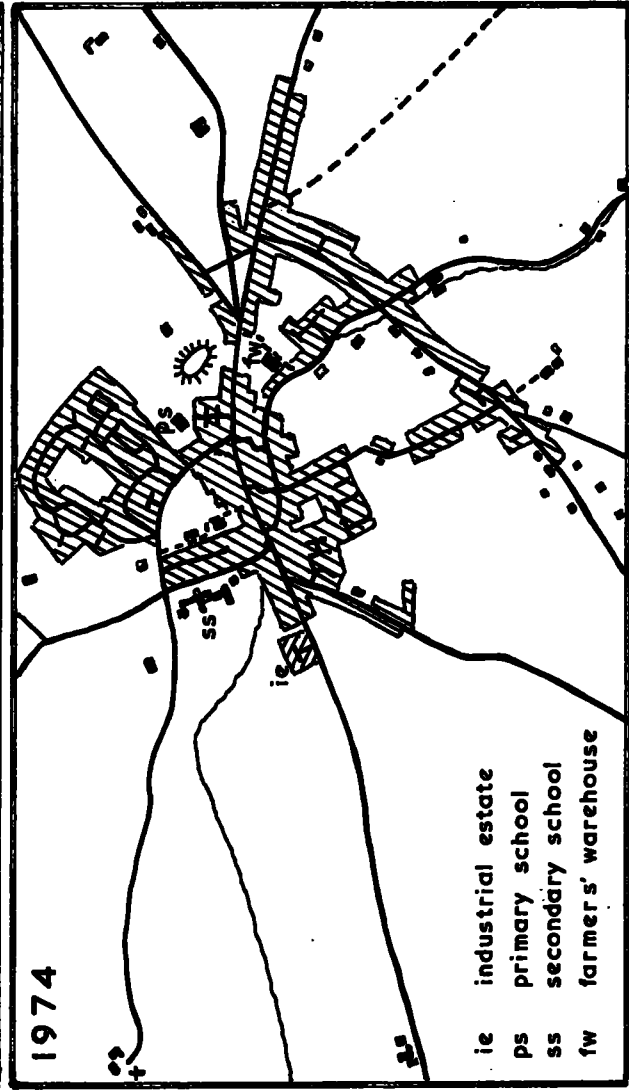 1974
ps
fw
ss
ie
ie industrial estate
ps primary school
ss secondary school
fw farmers' warehouse